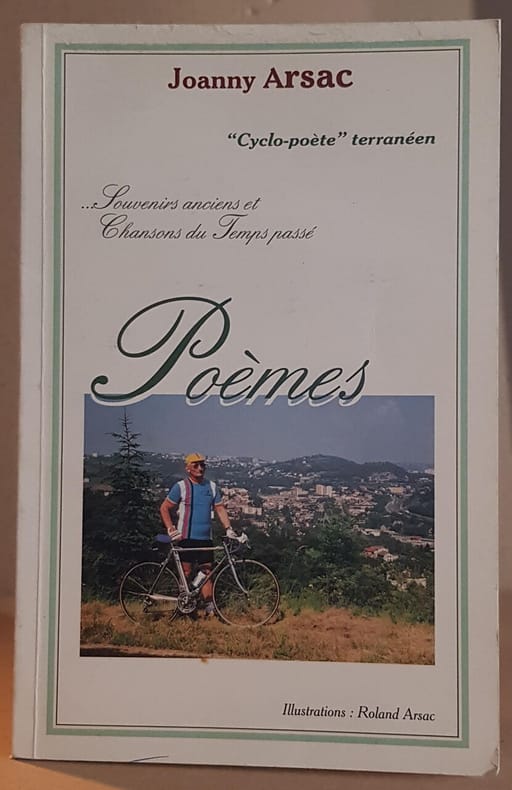 Joanny Arsac
"Cyclo-poète" terranéen
...Souvenirs anciens et
Chansons du Temps passé
Poèmes
Illustrations : Roland Arsac